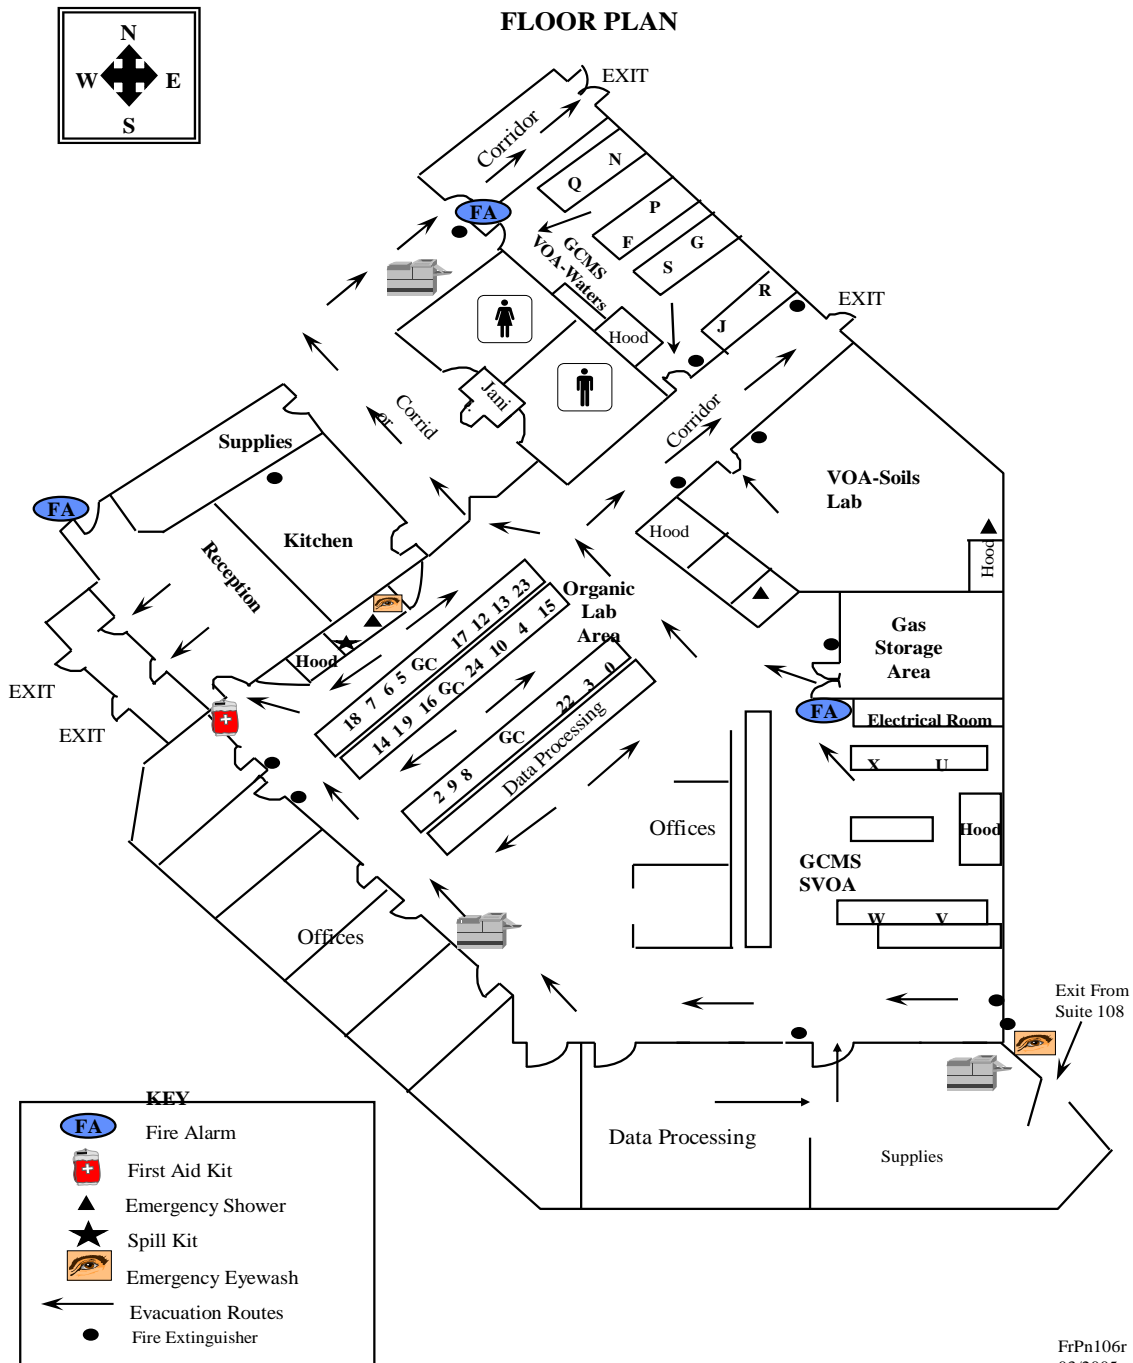 FLOOR PLAN
N
W E
S
EXIT
Corridor
N
Q
FA
P
F
G
S
GCMS
VOA-Waters
R
J
EXIT
Hood
Jani
Corrid
or
Corridor
Supplies
FA
Kitchen
Reception
VOA-Soils
Lab
Hood
Hood
Organic
Lab
Area
Gas
Storage
Area
Hood
18 7 6 5 GC 17 12 13 23
14 19 16 GC 24 10 4 15
2 9 8 GC 22 3 0
Data Processing
EXIT
EXIT
FA
Electrical Room
X U
Hood
Offices
GCMS
SVOA
W V
Offices
Exit From
Suite 108
Data Processing
Supplies
KEY
FA Fire Alarm
First Aid Kit
Emergency Shower
Spill Kit
Emergency Eyewash
Evacuation Routes
Fire Extinguisher
FrPn106r